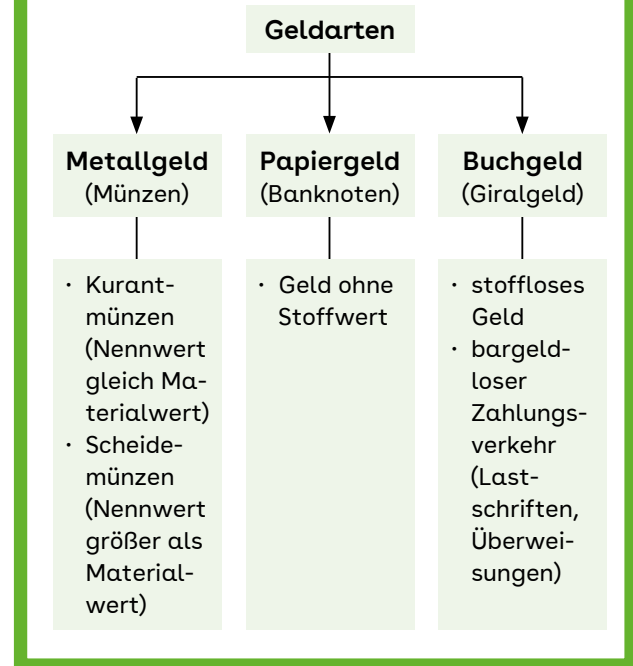 Geldarten
Metallgeld
(Münzen)
Papiergeld
(Banknoten)
Buchgeld
(Giralgeld)
· Kurant-
münzen
(Nennwert
gleich Ma-
terialwert)
· Scheide-
münzen
(Nennwert
größer als
Material-
wert)
· Geld ohne
Stoffwert
· stoffloses
Geld
· bargeld-
loser
Zahlungs-
verkehr
(Last-
schriften,
Überwei-
sungen)